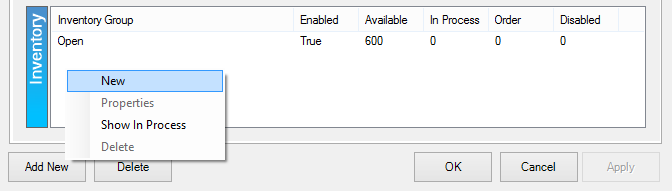 Inventory
Inventory Group Enabled Available In Process Order Disabled
Open True 600 0 0 0
New
Properties
Show In Process
Delete
Add New Delete OK Cancel Apply